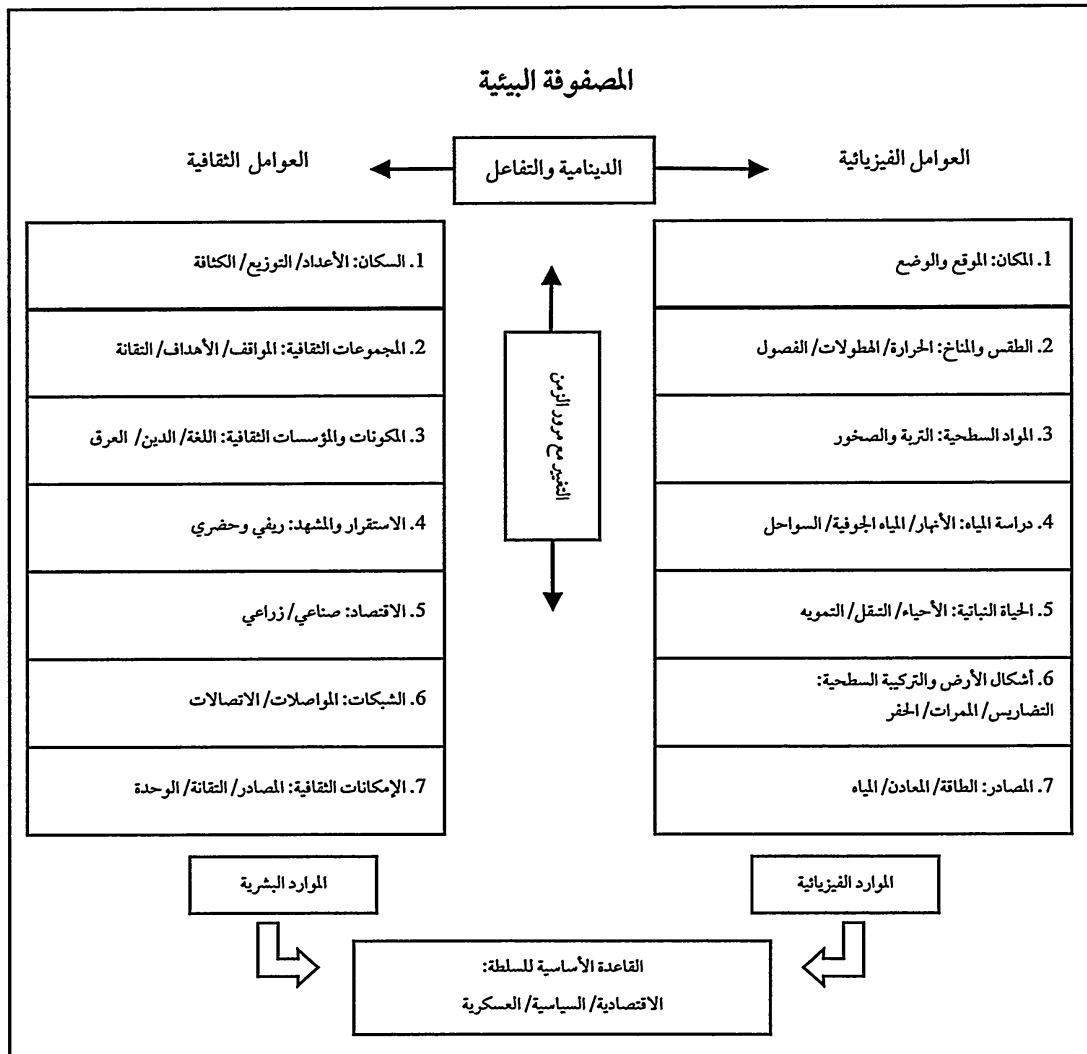 المصفوفة البيئية
العوامل الفيزيائية
الدينامية والتفاعل
العوامل الثقافية
1. المكان: الموقع والوضع
2. الطقس والمناخ: الحرارة/ الهطولات/ الفصول
3. المواد السطحية: التربة والصخور
4. دراسة المياه: الأنهار/ المياه الجوفية/ السواحل
5. الحياة النباتية: الأحياء/ التنقل/ التمويه
6. أشكال الأرض والتركيبة السطحية:
التضاريس/ الممرات/ الحفر
7. المصادر: الطاقة/ المعادن/ المياه
التغيير مع مرور الزمن
1. السكان: الأعداد/ التوزيع/ الكثافة
2. المجموعات الثقافية: المواقف/ الأهداف/ التقانة
3. المكونات والمؤسسات الثقافية: اللغة/ الدين/ العرق
4. الاستقرار والمشهد: ريفي وحضري
5. الاقتصاد: صناعي/ زراعي
6. الشبكات: المواصلات/ الاتصالات
7. الإمكانات الثقافية: المصادر/ التقانة/ الوحدة
الموارد الفيزيائية
الموارد البشرية
القاعدة الأساسية للسلطة:
الاقتصادية/ السياسية/ العسكرية